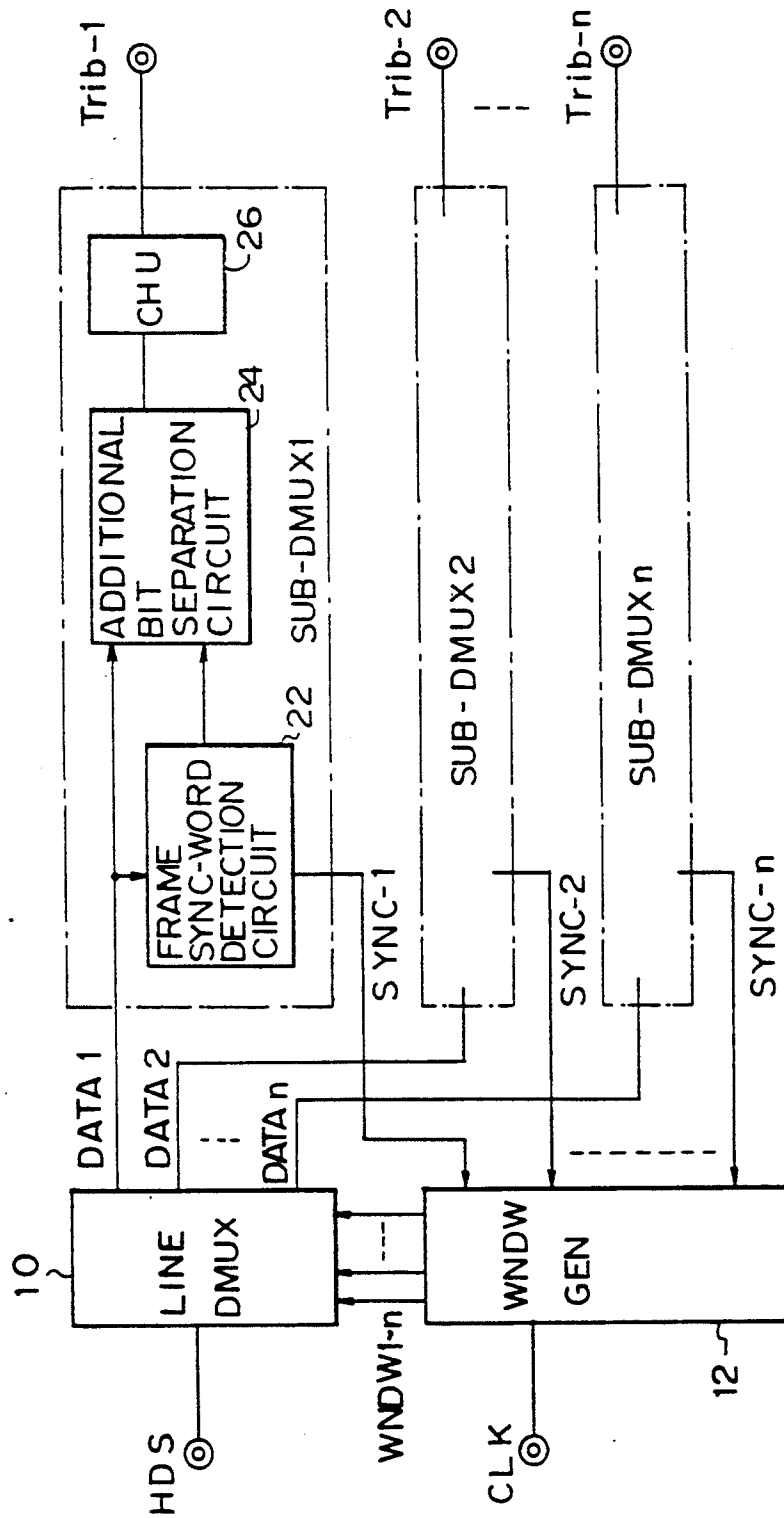 HDS
10
LINE
DMUX
DATA 1
DATA 2
DATA n
WNDW1~n
CLK
WNDW
GEN
12
FRAME
SYNC-WORD
DETECTION
CIRCUIT
22
ADDITIONAL
BIT
SEPARATION
CIRCUIT
24
CHU
26
SUB-DMUX1
Trib-1
SYNC-1
SUB-DMUX2
Trib-2
SYNC-2
SUB-DMUXn
Trib-n
SYNC-n